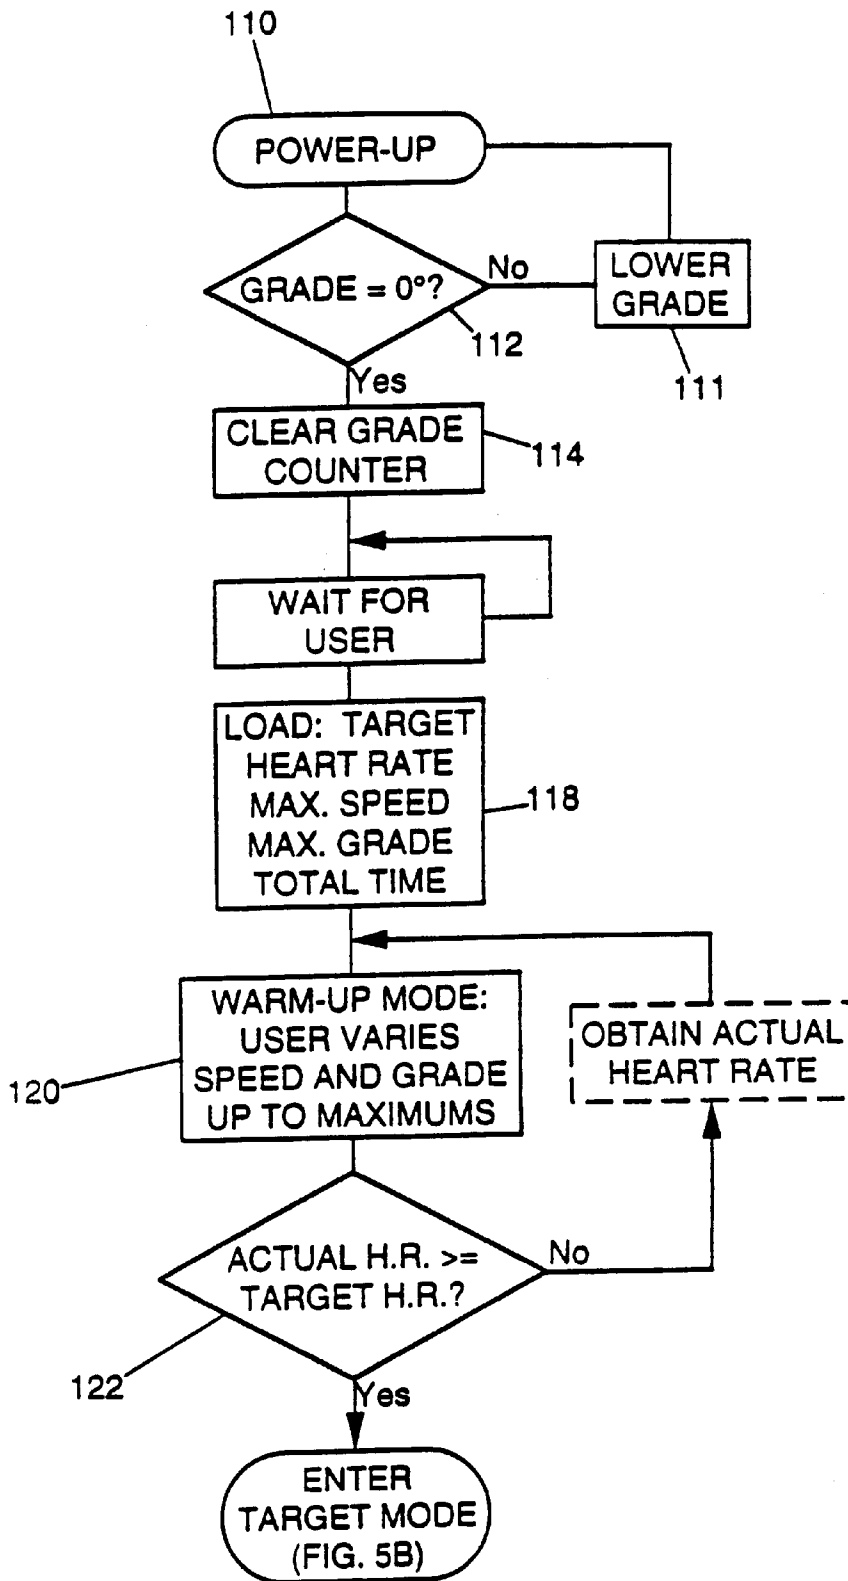 110
POWER-UP
GRADE = 0°?
No
LOWER
GRADE
112
111
Yes
CLEAR GRADE
COUNTER
114
WAIT FOR
USER
LOAD: TARGET
HEART RATE
MAX. SPEED
MAX. GRADE
TOTAL TIME
118
WARM-UP MODE:
USER VARIES
SPEED AND GRADE
UP TO MAXIMUMS
120
OBTAIN ACTUAL
HEART RATE
ACTUAL H.R. >=
TARGET H.R.?
No
122
Yes
ENTER
TARGET MODE
(FIG. 5B)